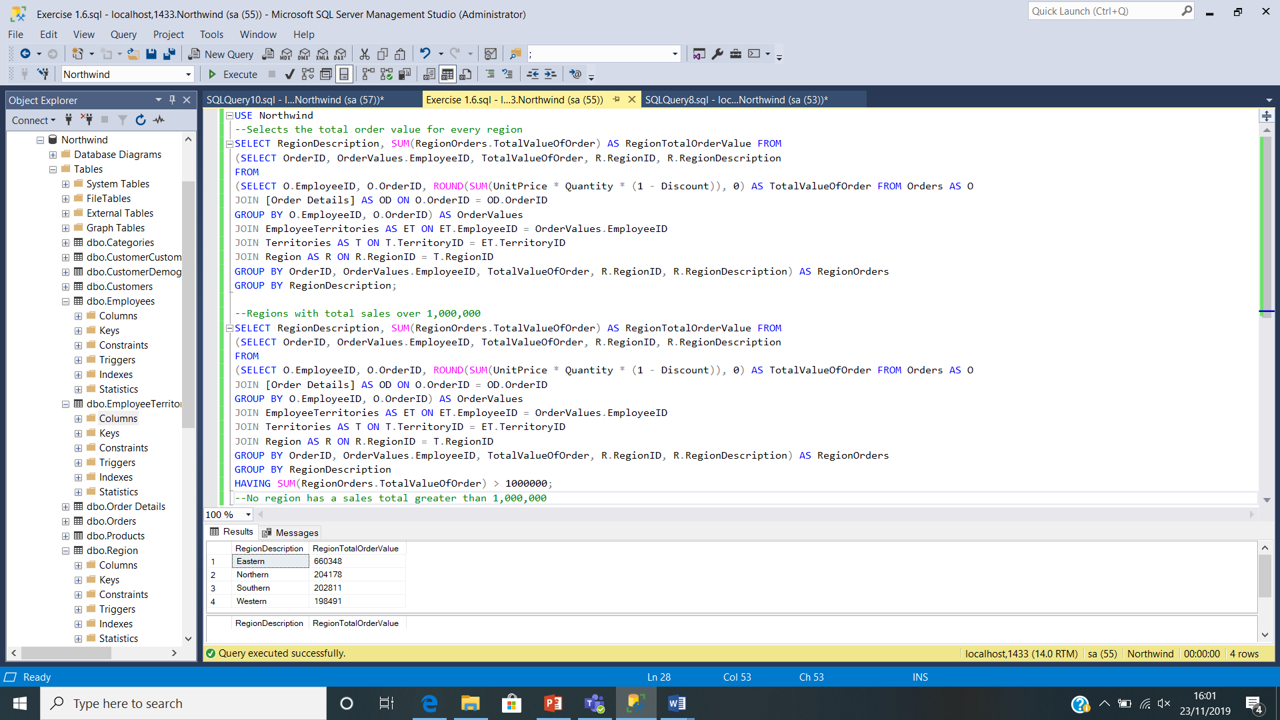 Exercise 1.6.sql - localhost,1433.Northwind (sa (55)) - Microsoft SQL Server Management Studio (Administrator)
Quick Launch (Ctrl+Q)
File Edit View Query Project Tools Window Help
New Query
;
Northwind
Execute
Object Explorer
SQLQuery10.sql - l...Northwind (sa (57))*
Exercise 1.6.sql - l...3.Northwind (sa (55))
SQLQuery8.sql - loc...Northwind (sa (53))*
Connect
Northwind
Database Diagrams
Tables
System Tables
FileTables
External Tables
Graph Tables
dbo.Categories
dbo.CustomerCustom
dbo.CustomerDemog
dbo.Customers
dbo.Employees
Columns
Keys
Constraints
Triggers
Indexes
Statistics
dbo.EmployeeTerrito
Columns
Keys
Constraints
Triggers
Indexes
Statistics
dbo.Order Details
dbo.Orders
dbo.Products
dbo.Region
Columns
Keys
Constraints
Triggers
Indexes
Statistics
USE Northwind
--Selects the total order value for every region
SELECT RegionDescription, SUM(RegionOrders.TotalValueOfOrder) AS RegionTotalOrderValue FROM
(SELECT OrderID, OrderValues.EmployeeID, TotalValueOfOrder, R.RegionID, R.RegionDescription
FROM
(SELECT O.EmployeeID, O.OrderID, ROUND(SUM(UnitPrice * Quantity * (1 - Discount)), 0) AS TotalValueOfOrder FROM Orders AS O
JOIN [Order Details] AS OD ON O.OrderID = OD.OrderID
GROUP BY O.EmployeeID, O.OrderID) AS OrderValues
JOIN EmployeeTerritories AS ET ON ET.EmployeeID = OrderValues.EmployeeID
JOIN Territories AS T ON T.TerritoryID = ET.TerritoryID
JOIN Region AS R ON R.RegionID = T.RegionID
GROUP BY OrderID, OrderValues.EmployeeID, TotalValueOfOrder, R.RegionID, R.RegionDescription) AS RegionOrders
GROUP BY RegionDescription;
--Regions with total sales over 1,000,000
SELECT RegionDescription, SUM(RegionOrders.TotalValueOfOrder) AS RegionTotalOrderValue FROM
(SELECT OrderID, OrderValues.EmployeeID, TotalValueOfOrder, R.RegionID, R.RegionDescription
FROM
(SELECT O.EmployeeID, O.OrderID, ROUND(SUM(UnitPrice * Quantity * (1 - Discount)), 0) AS TotalValueOfOrder FROM Orders AS O
JOIN [Order Details] AS OD ON O.OrderID = OD.OrderID
GROUP BY O.EmployeeID, O.OrderID) AS OrderValues
JOIN EmployeeTerritories AS ET ON ET.EmployeeID = OrderValues.EmployeeID
JOIN Territories AS T ON T.TerritoryID = ET.TerritoryID
JOIN Region AS R ON R.RegionID = T.RegionID
GROUP BY OrderID, OrderValues.EmployeeID, TotalValueOfOrder, R.RegionID, R.RegionDescription) AS RegionOrders
GROUP BY RegionDescription
HAVING SUM(RegionOrders.TotalValueOfOrder) > 1000000;
--No region has a sales total greater than 1,000,000
100 %
Results Messages
RegionDescription RegionTotalOrderValue
1 Eastern 660348
2 Northern 204178
3 Southern 202811
4 Western 198491
RegionDescription RegionTotalOrderValue
Query executed successfully.
localhost,1433 (14.0 RTM) sa (55) Northwind 00:00:00 4 rows
Ready Ln 28 Col 53 Ch 53 INS
Type here to search
16:01
23/11/2019
4